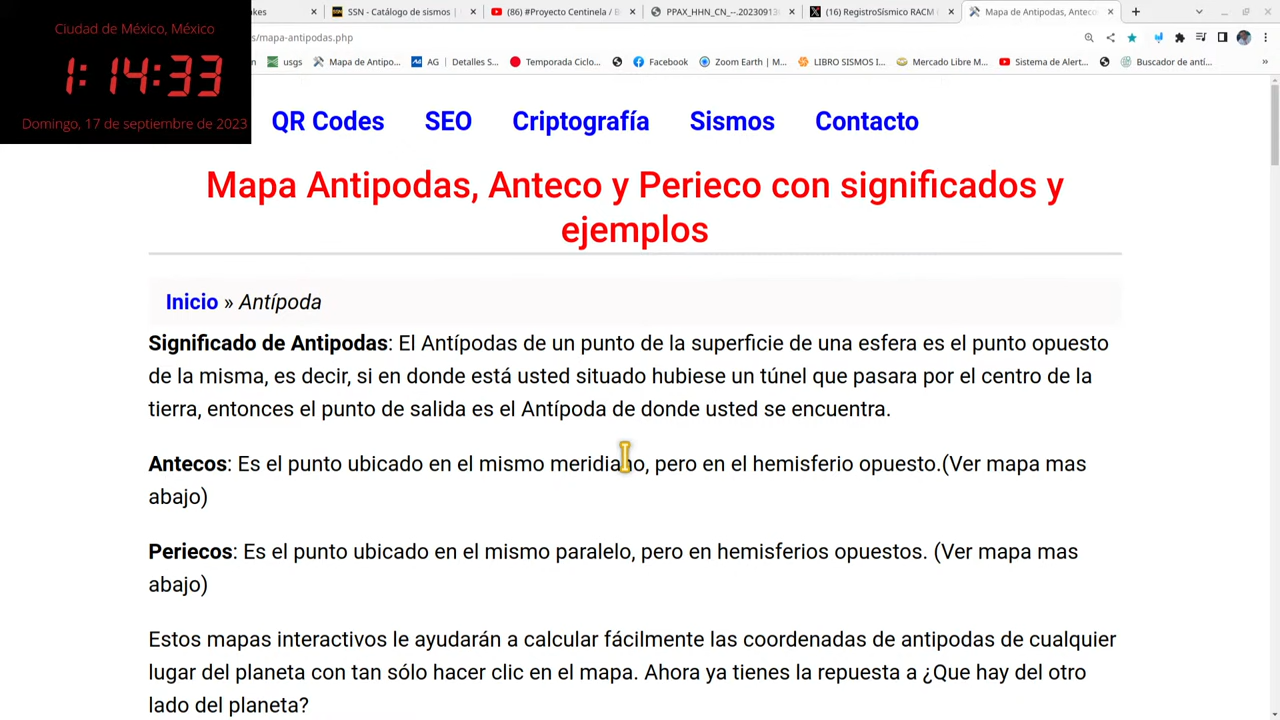 Ciudad de México, México
1:14:33
Domingo, 17 de septiembre de 2023
SSN - Catálogo de sismos
(86) #Proyecto Centinela /
PPAX_HHN_CN_--.20230913
(16) RegistroSísmico RACM
Mapa de Antipodas, Anteco
s/mapa-antipodas.php
usgs
Mapa de Antipo...
AG
Detalles S...
Temporada Ciclo...
Facebook
Zoom Earth | M...
LIBRO SISMOS I...
Mercado Libre M...
Sistema de Alert...
Buscador de antí...
»
QR Codes SEO Criptografía Sismos Contacto
Mapa Antipodas, Anteco y Perieco con significados y
ejemplos
Inicio » Antípoda
Significado de Antipodas: El Antípodas de un punto de la superficie de una esfera es el punto opuesto
de la misma, es decir, si en donde está usted situado hubiese un túnel que pasara por el centro de la
tierra, entonces el punto de salida es el Antípoda de donde usted se encuentra.
Antecos: Es el punto ubicado en el mismo meridiano, pero en el hemisferio opuesto.(Ver mapa mas
abajo)
Periecos: Es el punto ubicado en el mismo paralelo, pero en hemisferios opuestos. (Ver mapa mas
abajo)
Estos mapas interactivos le ayudarán a calcular fácilmente las coordenadas de antipodas de cualquier
lugar del planeta con tan sólo hacer clic en el mapa. Ahora ya tienes la repuesta a ¿Que hay del otro
lado del planeta?